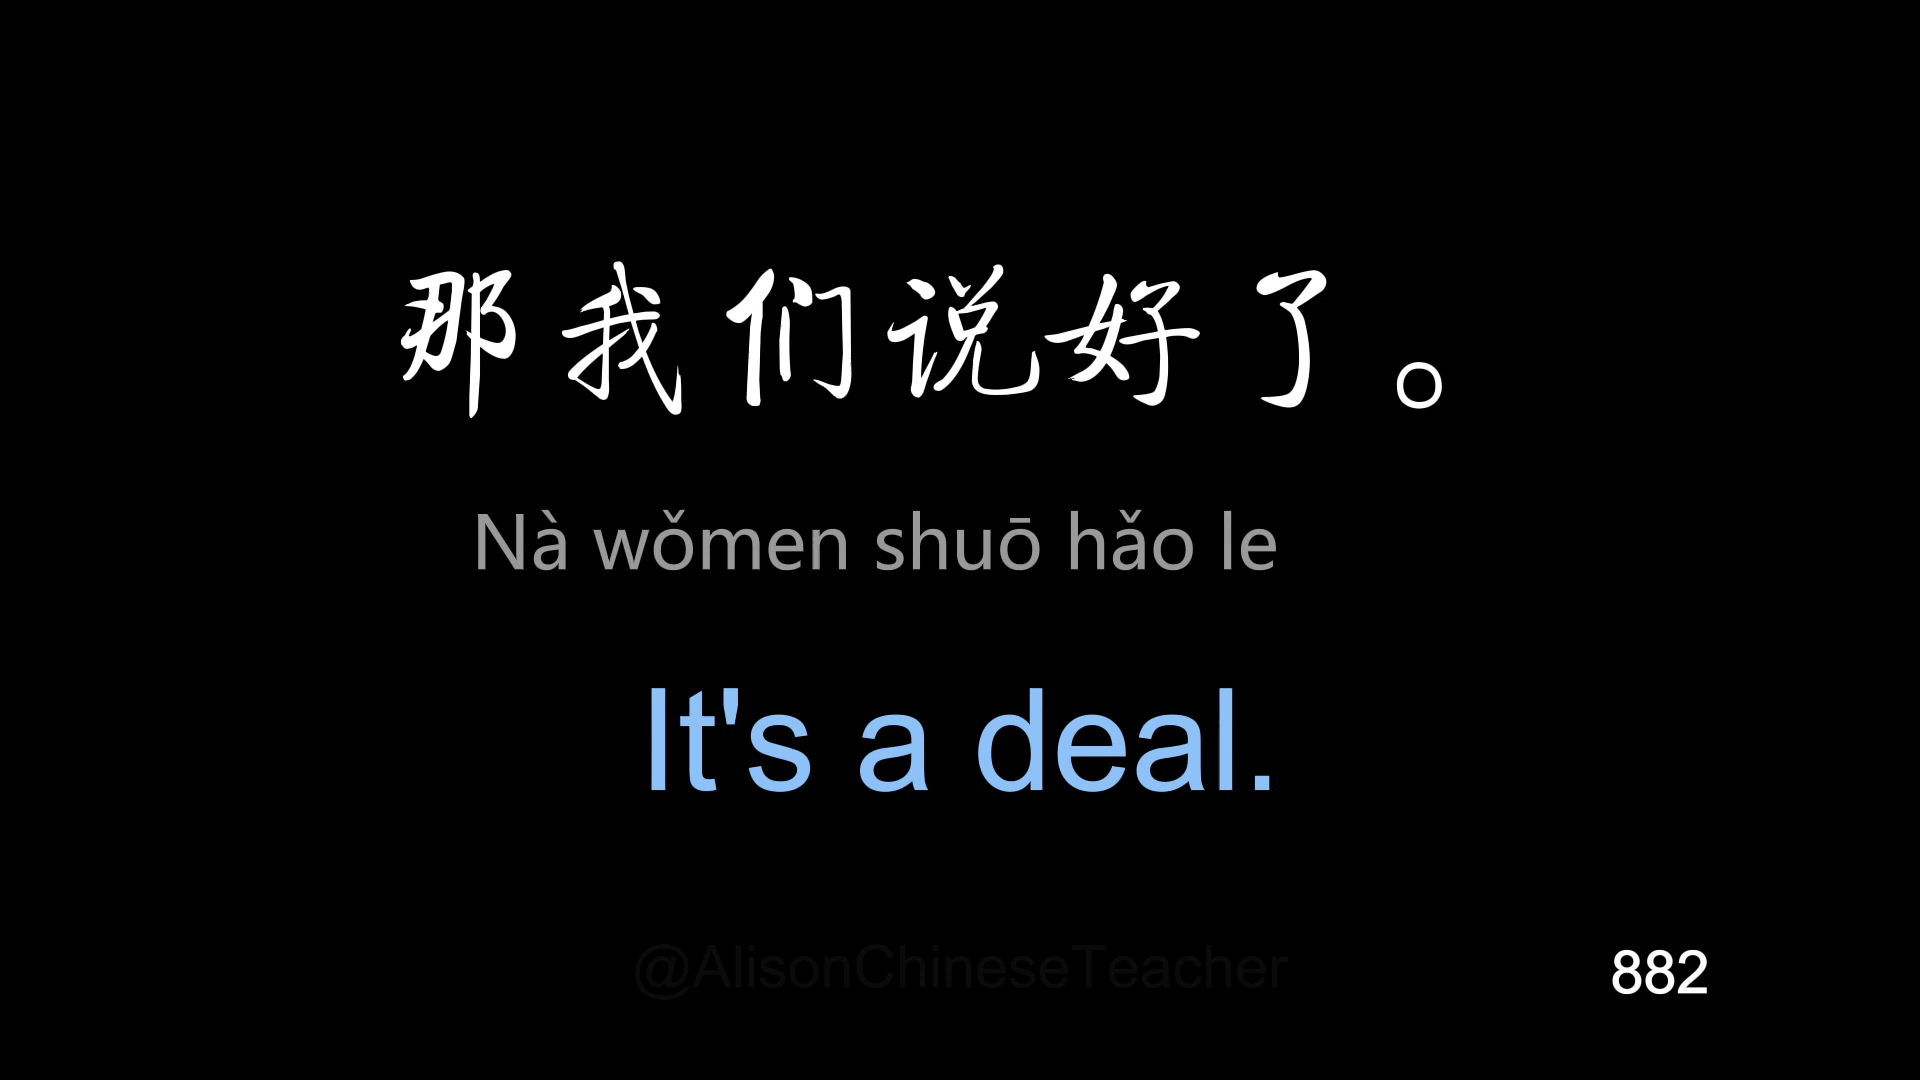 那我们说好了。
Nà wǒmen shuō hǎo le
It's a deal.
@AlisonChineseTeacher
882